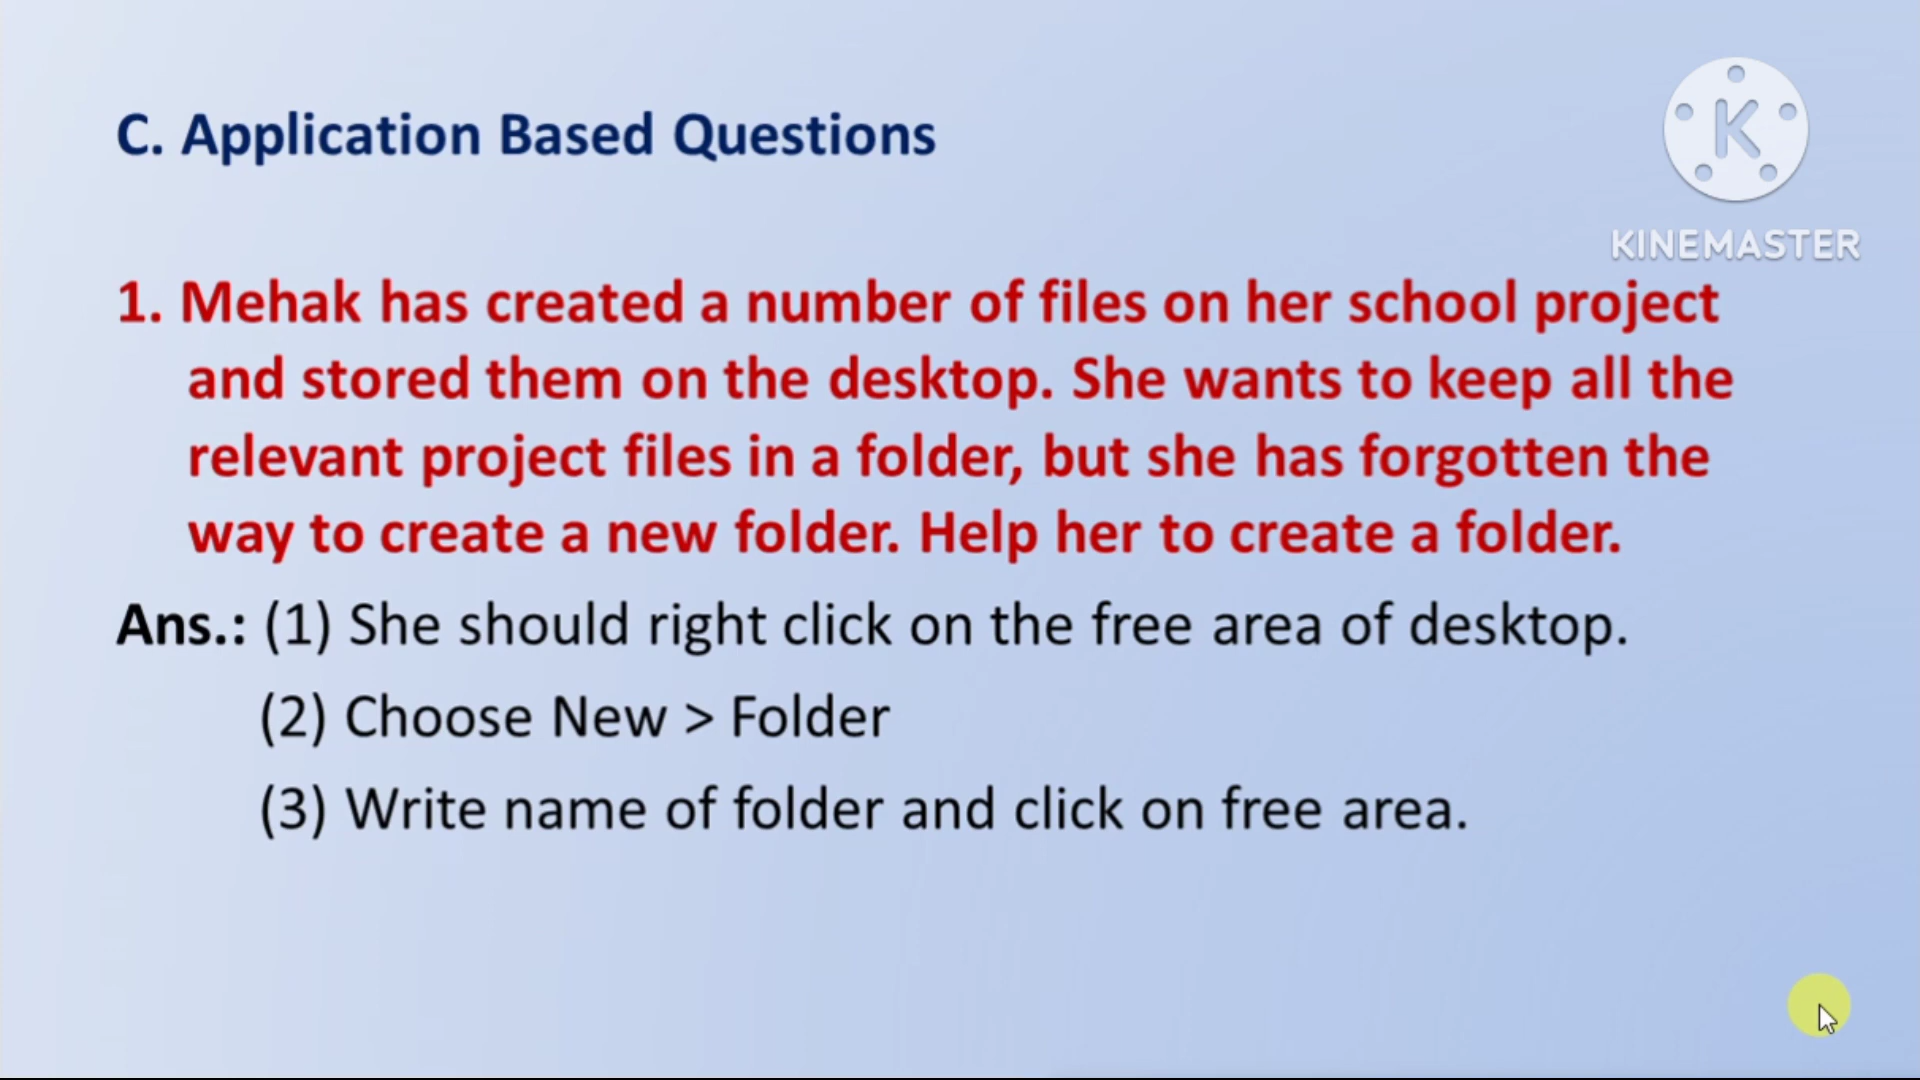 C. Application Based Questions
K
KINEMASTER
1. Mehak has created a number of files on her school project
and stored them on the desktop. She wants to keep all the
relevant project files in a folder, but she has forgotten the
way to create a new folder. Help her to create a folder.
Ans.: (1) She should right click on the free area of desktop.
(2) Choose New > Folder
(3) Write name of folder and click on free area.